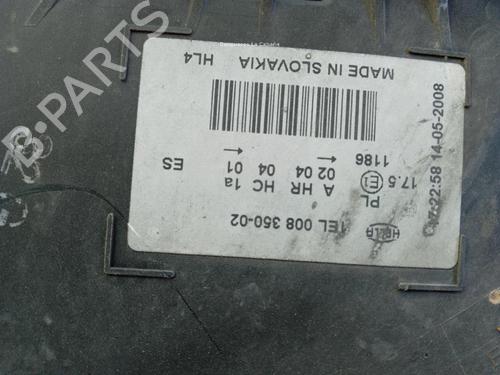 HELLA
1EL 008 350-02
PL
17.5 E1
A HR HC 1a
02 04 04 01
1186
ES
:22:58 14-05-2008
MADE IN SLOVAKIA HL4
B-PARTS